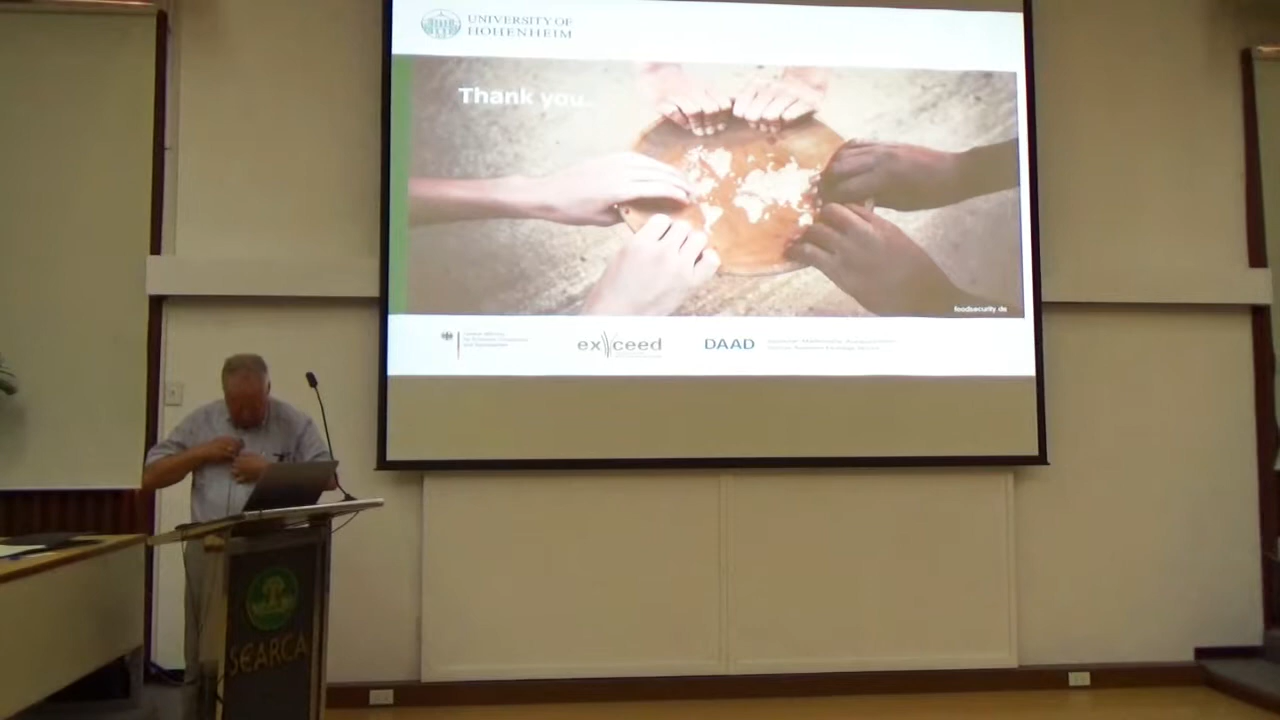 UNIVERSITY OF
HOHENHEIM
Thank you.
foodsecurity.de
exceed
DAAD
SEARCA